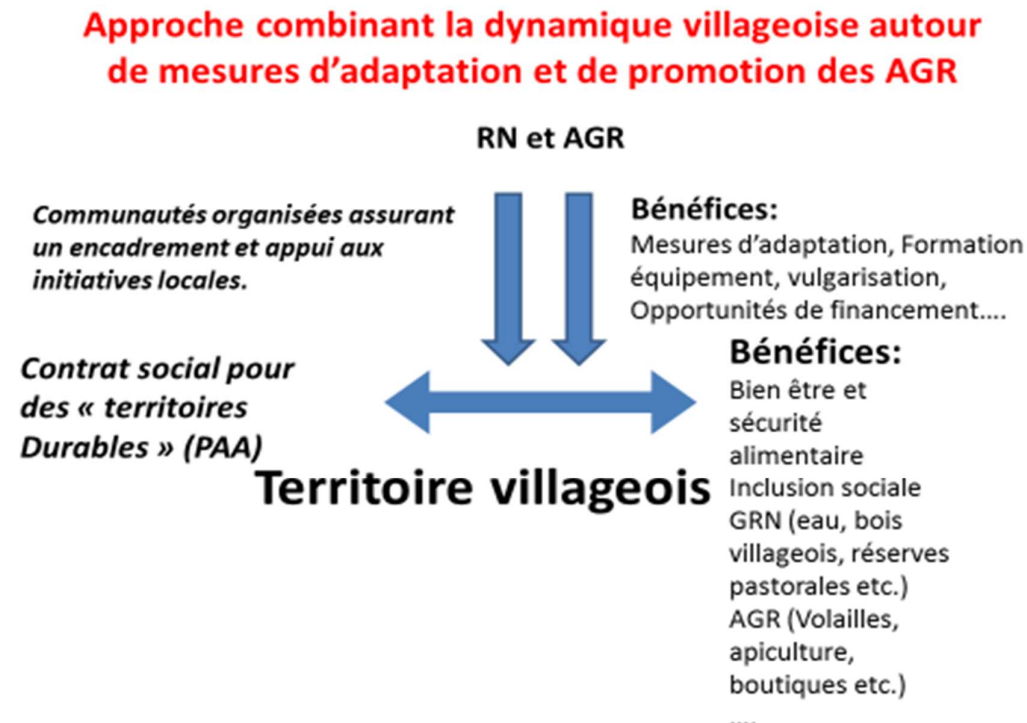 Approche combinant la dynamique villageoise autour
de mesures d'adaptation et de promotion des AGR
RN et AGR
Communautés organisées assurant
un encadrement et appui aux
initiatives locales.
Bénéfices:
Mesures d'adaptation, Formation
équipement, vulgarisation,
Opportunités de financement....
Contrat social pour
des « territoires
Durables » (PAA)
Territoire villageois
Bénéfices:
Bien être et
sécurité
alimentaire
Inclusion sociale
GRN (eau, bois
villageois, réserves
pastorales etc.)
AGR (Volailles,
apiculture,
boutiques etc.)
....